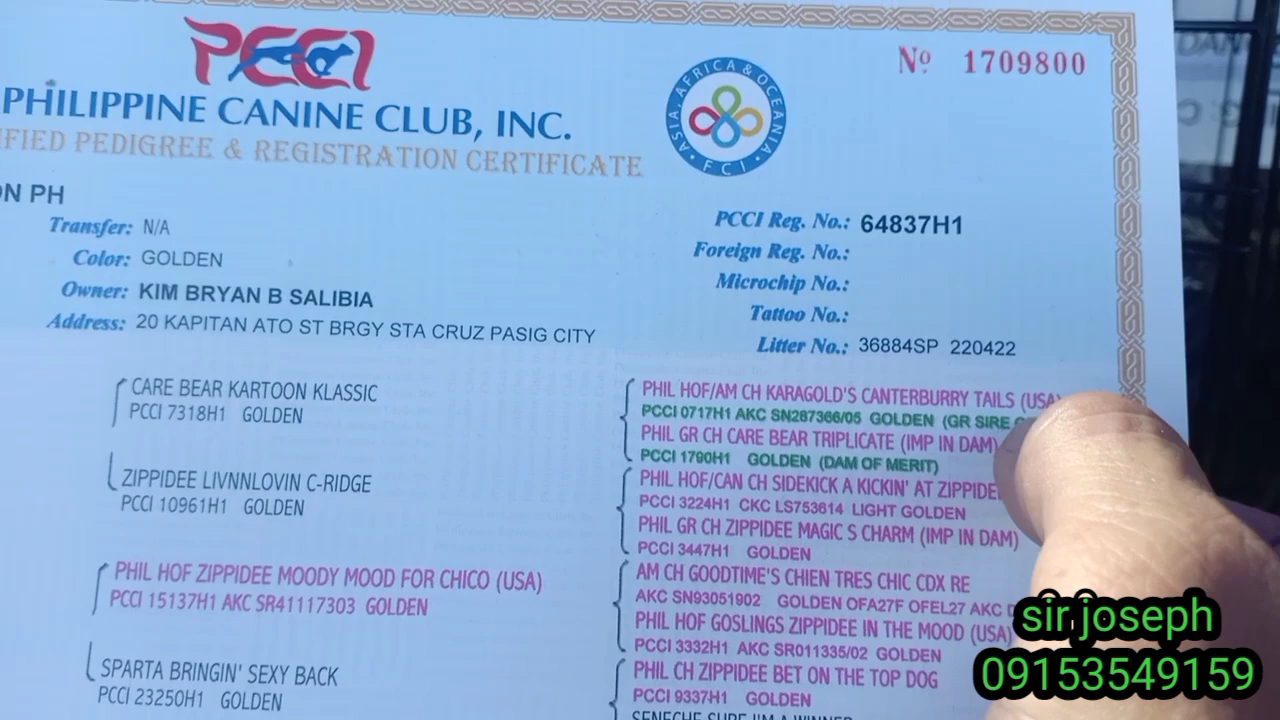 PCCI
Nº 1709800
PHILIPPINE CANINE CLUB, INC.
ASIA, AFRICA & OCEANIA • FCI •
IFIED PEDIGREE & REGISTRATION CERTIFICATE
ON PH
Transfer: N/A
Color: GOLDEN
Owner: KIM BRYAN B SALIBIA
Address: 20 KAPITAN ATO ST BRGY STA CRUZ PASIG CITY
PCCI Reg. No.: 64837H1
Foreign Reg. No.:
Microchip No.:
Tattoo No.:
Litter No.: 36884SP 220422
CARE BEAR KARTOON KLASSIC
PCCI 7318H1 GOLDEN
ZIPPIDEE LIVNNLOVIN C-RIDGE
PCCI 10961H1 GOLDEN
PHIL HOF ZIPPIDEE MOODY MOOD FOR CHICO (USA)
PCCI 15137H1 AKC SR41117303 GOLDEN
SPARTA BRINGIN' SEXY BACK
PCCI 23250H1 GOLDEN
PHIL HOF/AM CH KARAGOLD'S CANTERBURRY TAILS (USA)
PCCI 0717H1 AKC SN287366/05 GOLDEN (GR SIRE
PHIL GR CH CARE BEAR TRIPLICATE (IMP IN DAM)
PCCI 1790H1 GOLDEN (DAM OF MERIT)
PHIL HOF/CAN CH SIDEKICK A KICKIN' AT ZIPPIDE
PCCI 3224H1 CKC LS753614 LIGHT GOLDEN
PHIL GR CH ZIPPIDEE MAGIC S CHARM (IMP IN DAM)
PCCI 3447H1 GOLDEN
AM CH GOODTIME'S CHIEN TRES CHIC CDX RE
AKC SN93051902 GOLDEN OFA27F OFEL27 AKC D
PHIL HOF GOSLINGS ZIPPIDEE IN THE MOOD (USA)
PCCI 3332H1 AKC SR011335/02 GOLDEN
PHIL CH ZIPPIDEE BET ON THE TOP DOG
PCCI 9337H1 GOLDEN
SENECHE SURE I'M A WINNER
sir joseph
09153549159